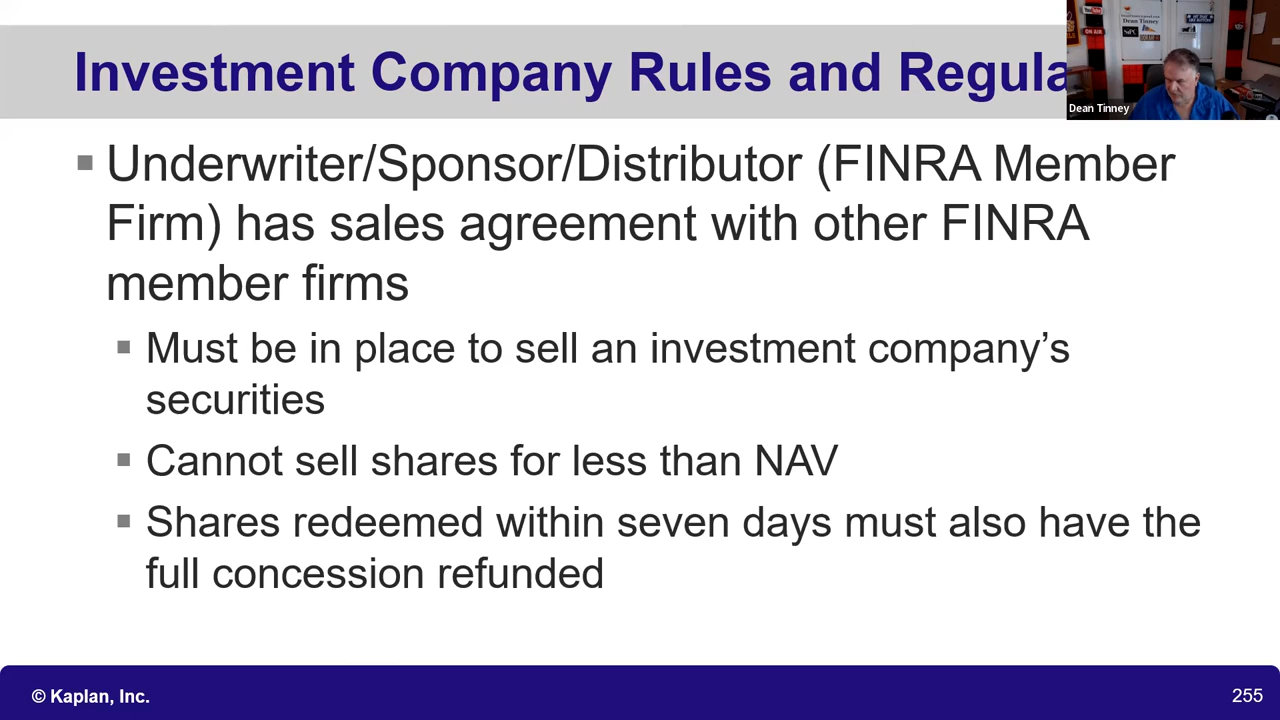 Investment Company Rules and Regula
Dean Tinney
ON AIR
Underwriter/Sponsor/Distributor (FINRA Member
Firm) has sales agreement with other FINRA
member firms
Must be in place to sell an investment company’s
securities
Cannot sell shares for less than NAV
Shares redeemed within seven days must also have the
full concession refunded
© Kaplan, Inc.
255